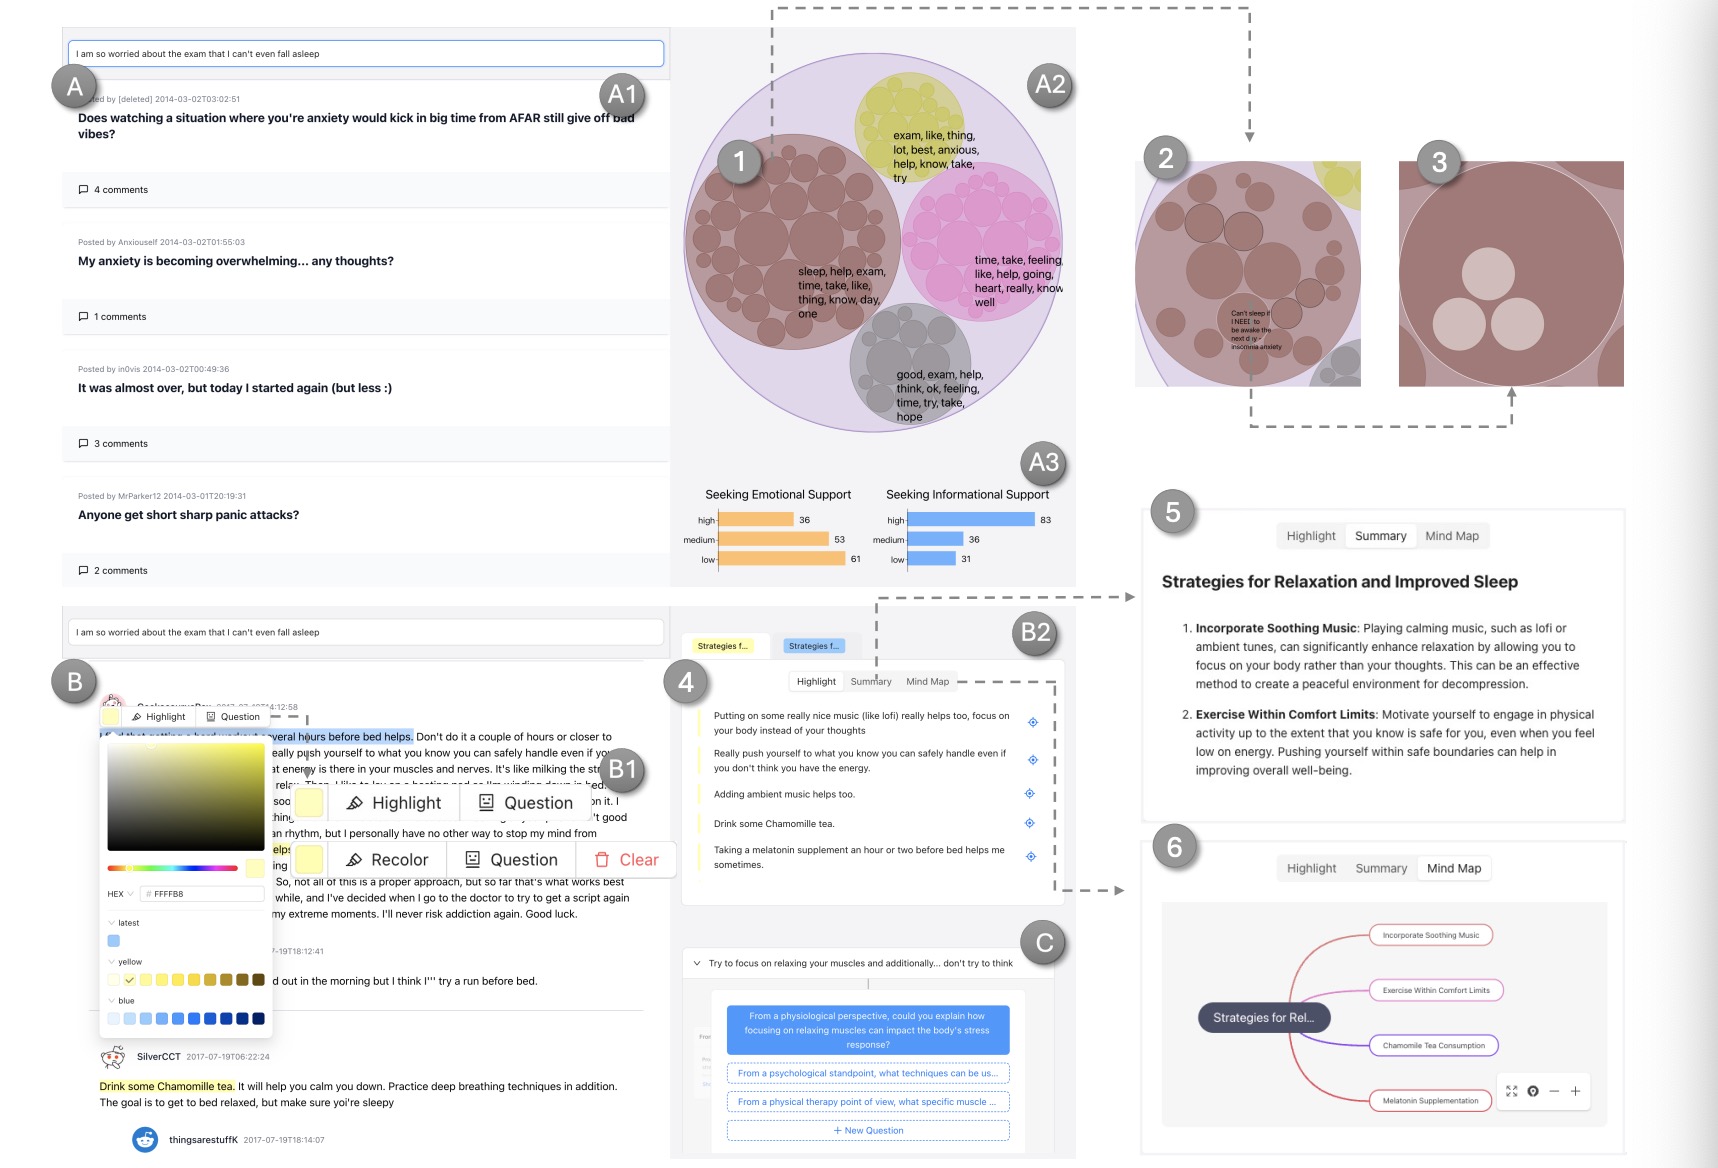 I am so worried about the exam that I can't even fall asleep
A
A1
by [deleted] 2014-03-02T03:02:51
Does watching a situation where you're anxiety would kick in big time from AFAR still give off bad
vibes?
4 comments
Posted by Anxiouself 2014-03-02T01:55:03
My anxiety is becoming overwhelming... any thoughts?
1 comments
Posted by in0vis 2014-03-02T00:49:36
It was almost over, but today I started again (but less :)
3 comments
Posted by MrParker12 2014-03-01T20:19:31
Anyone get short sharp panic attacks?
2 comments
A2
1
exam, like, thing,
lot, best, anxious,
help, know, take,
try
sleep, help, exam,
time, take, like,
thing, know, day,
one
time, take, feeling,
like, help, going,
heart, really, know
well
good, exam, help,
think, ok, feeling,
time, try, take,
hope
A3
Seeking Emotional Support
high 36
medium 53
low 61
Seeking Informational Support
high 83
medium 36
low 31
2
Can't sleep if
I NEED to
be awake the
next day -
insomnia anxiety
3
I am so worried about the exam that I can't even fall asleep
B
2017-07-19T14:12:58
Highlight Question
several hours before bed helps. Don't do it a couple of hours or closer to
really push yourself to what you know you can safely handle even if you
at energy is there in your muscles and nerves. It's like milking the
B1
Highlight Question
on it. I
't good
an rhythm, but I personally have no other way to stop my mind from
Recolor Question Clear
So, not all of this is a proper approach, but so far that's what works best
while, and I've decided when I go to the doctor to try to get a script again
my extreme moments. I'll never risk addiction again. Good luck.
HEX # FFFFB8
latest
yellow
blue
-19T18:12:41
d out in the morning but I think I''' try a run before bed.
SilverCCT 2017-07-19T06:22:24
Drink some Chamomille tea. It will help you calm you down. Practice deep breathing techniques in addition.
The goal is to get to bed relaxed, but make sure yoi're sleepy
thingsarestuffK 2017-07-19T18:14:07
B2
Strategies f... Strategies f...
4
Highlight Summary Mind Map
Putting on some really nice music (like lofi) really helps too, focus on
your body instead of your thoughts
Really push yourself to what you know you can safely handle even if
you don't think you have the energy.
Adding ambient music helps too.
Drink some Chamomille tea.
Taking a melatonin supplement an hour or two before bed helps me
sometimes.
C
Try to focus on relaxing your muscles and additionally... don't try to think
From a physiological perspective, could you explain how
focusing on relaxing muscles can impact the body's stress
response?
From a psychological standpoint, what techniques can be us...
From a physical therapy point of view, what specific muscle ...
+ New Question
5
Highlight Summary Mind Map
Strategies for Relaxation and Improved Sleep
1. Incorporate Soothing Music: Playing calming music, such as lofi or
ambient tunes, can significantly enhance relaxation by allowing you to
focus on your body rather than your thoughts. This can be an effective
method to create a peaceful environment for decompression.
2. Exercise Within Comfort Limits: Motivate yourself to engage in physical
activity up to the extent that you know is safe for you, even when you feel
low on energy. Pushing yourself within safe boundaries can help in
improving overall well-being.
6
Highlight Summary Mind Map
Incorporate Soothing Music
Exercise Within Comfort Limits
Strategies for Rel...
Chamomile Tea Consumption
Melatonin Supplementation